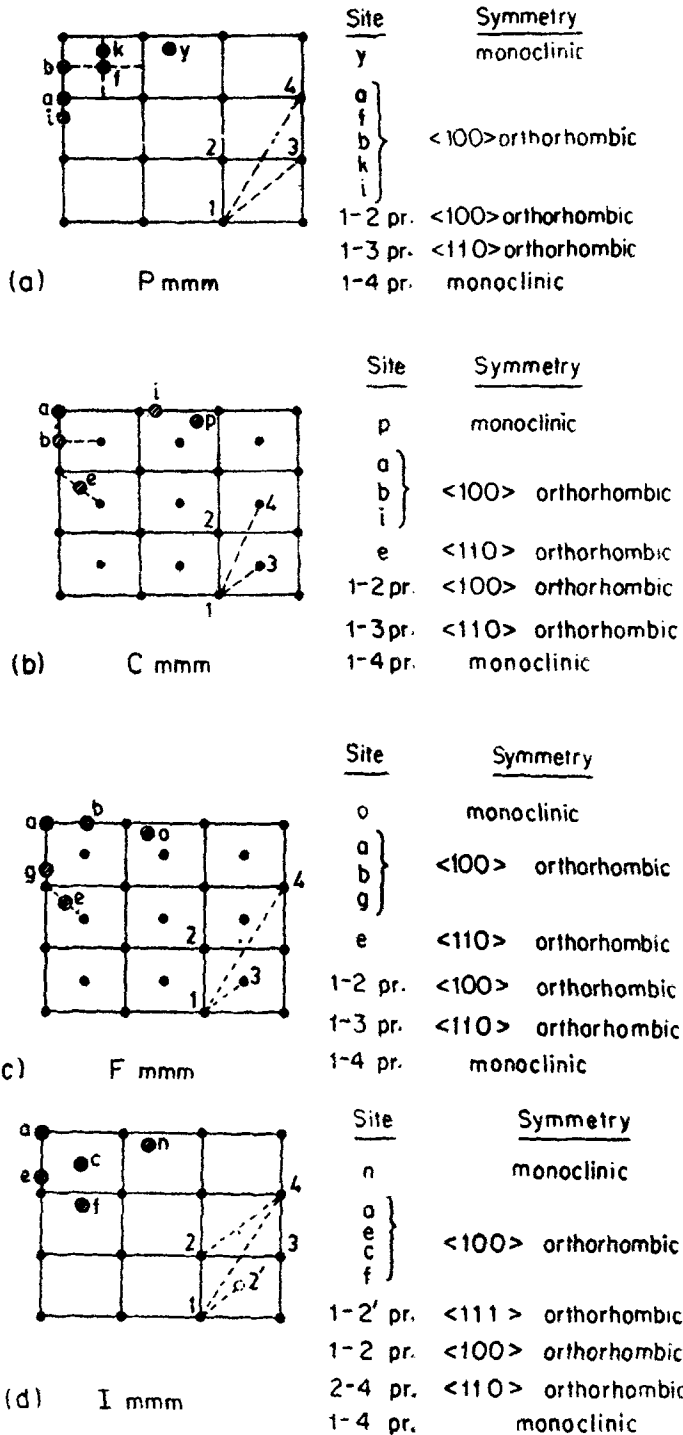 Site Symmetry
y monoclinic
a
f
b <100> orthorhombic
k
i
1-2 pr. <100> orthorhombic
1-3 pr. <110> orthorhombic
1-4 pr. monoclinic
k y
b f
a 4
i
2 3
1
(a) P mmm
Site Symmetry
p monoclinic
a
b <100> orthorhombic
i
e <110> orthorhombic
1-2 pr. <100> orthorhombic
1-3 pr. <110> orthorhombic
1-4 pr. monoclinic
i
a p
b
e
4
2
3
1
(b) C mmm
Site Symmetry
o monoclinic
a
b <100> orthorhombic
g
e <110> orthorhombic
1-2 pr. <100> orthorhombic
1-3 pr. <110> orthorhombic
1-4 pr. monoclinic
b
a o
g 4
e
2
3
1
c) F mmm
Site Symmetry
n monoclinic
a
e <100> orthorhombic
c
f
1-2' pr. <111> orthorhombic
1-2 pr. <100> orthorhombic
2-4 pr. <110> orthorhombic
1-4 pr. monoclinic
a n
c
e 4
f
2 3
2'
1
(d) I mmm